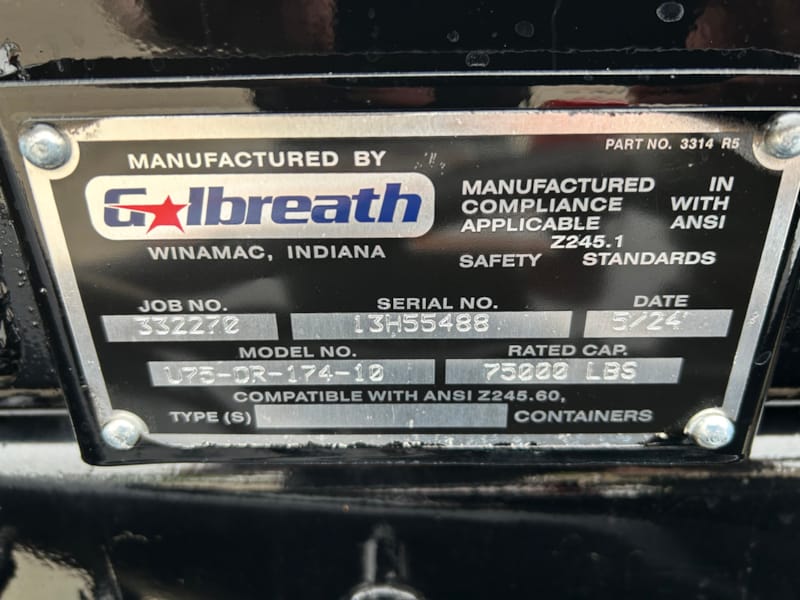 PART NO. 3314 R5
MANUFACTURED BY
Galbreath
WINAMAC, INDIANA
MANUFACTURED IN
COMPLIANCE WITH
APPLICABLE ANSI
Z245.1
SAFETY STANDARDS
JOB NO. SERIAL NO. DATE
332270 13H55488 5/24
MODEL NO. RATED CAP.
U75-OR-174-10 75000 LBS
COMPATIBLE WITH ANSI Z245.60,
TYPE (S) CONTAINERS